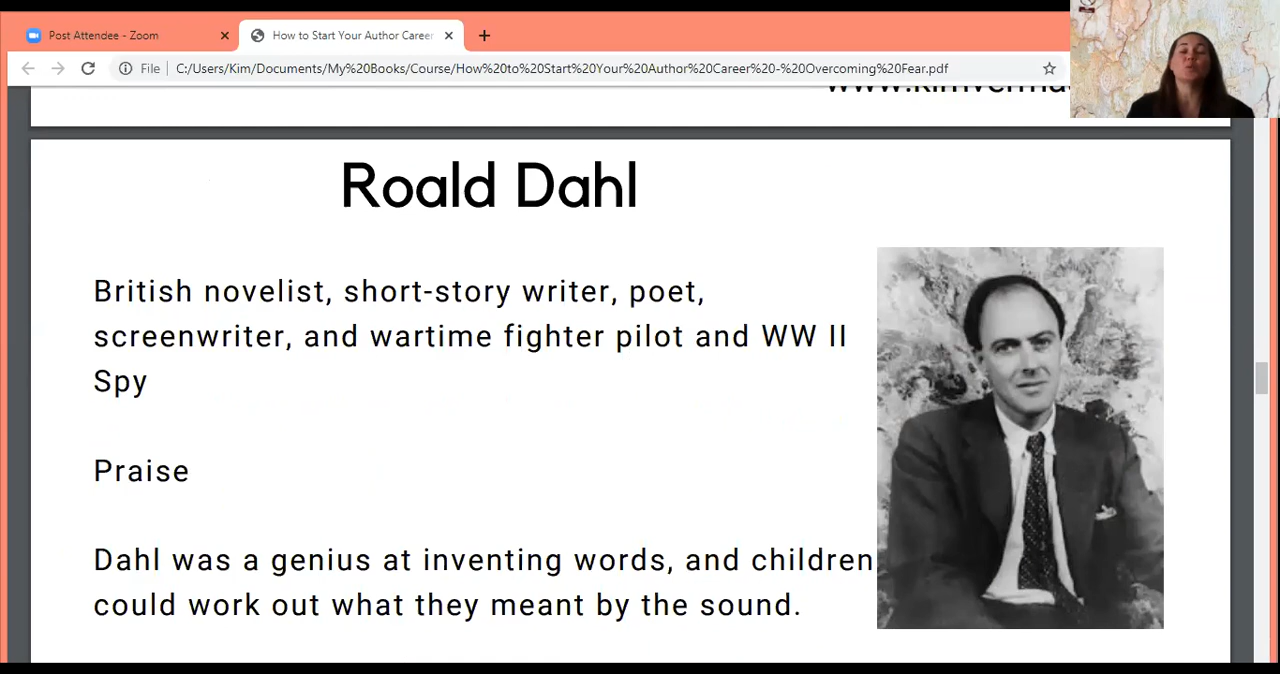 Post Attendee - Zoom
How to Start Your Author Career
File
C:/Users/Kim/Documents/My%20Books/Course/How%20to%20Start%20Your%20Author%20Career%20-%20Overcoming%20Fear.pdf
Roald Dahl
British novelist, short-story writer, poet,
screenwriter, and wartime fighter pilot and WW II
Spy
Praise
Dahl was a genius at inventing words, and children
could work out what they meant by the sound.